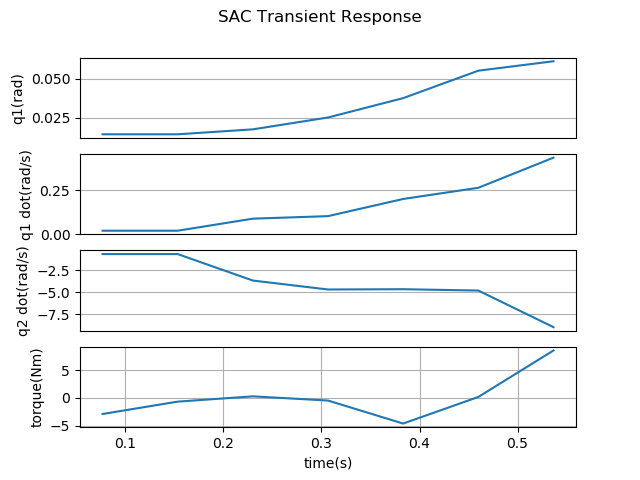 SAC Transient Response
q1(rad)
0.050
0.025
q1 dot(rad/s)
0.25
0.00
q2 dot(rad/s)
−2.5
−5.0
−7.5
torque(Nm)
5
0
−5
0.1 0.2 0.3 0.4 0.5
time(s)